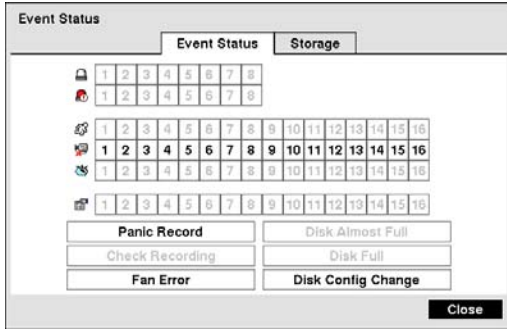 Event Status
Event Status Storage
1 2 3 4 5 6 7 8
1 2 3 4 5 6 7 8
1 2 3 4 5 6 7 8 9 10 11 12 13 14 15 16
1 2 3 4 5 6 7 8 9 10 11 12 13 14 15 16
1 2 3 4 5 6 7 8 9 10 11 12 13 14 15 16
1 2 3 4 5 6 7 8 9 10 11 12 13 14 15 16
Panic Record Disk Almost Full
Check Recording Disk Full
Fan Error Disk Config Change
Close